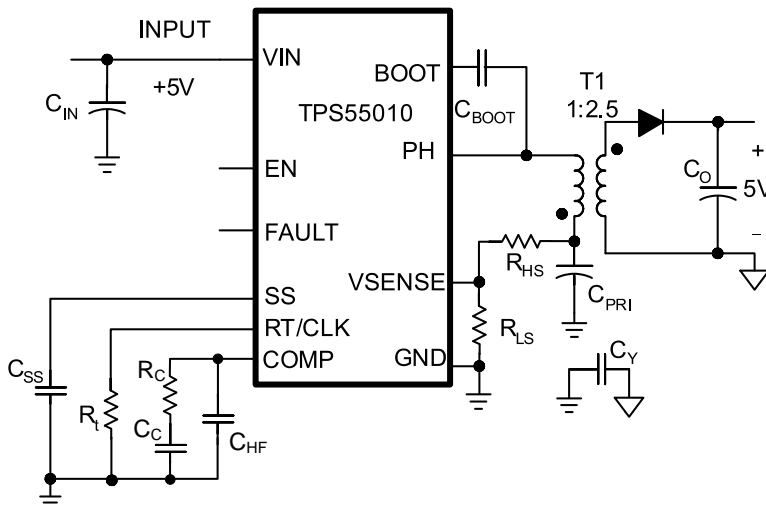 INPUT
VIN
+5V
C_IN
BOOT
C_BOOT
TPS55010
T1
1:2.5
PH
EN
C_O
+
5V
–
FAULT
R_HS
VSENSE
C_PRI
SS
R_LS
RT/CLK
COMP
GND
C_Y
C_SS
R_t
R_C
C_C
C_HF